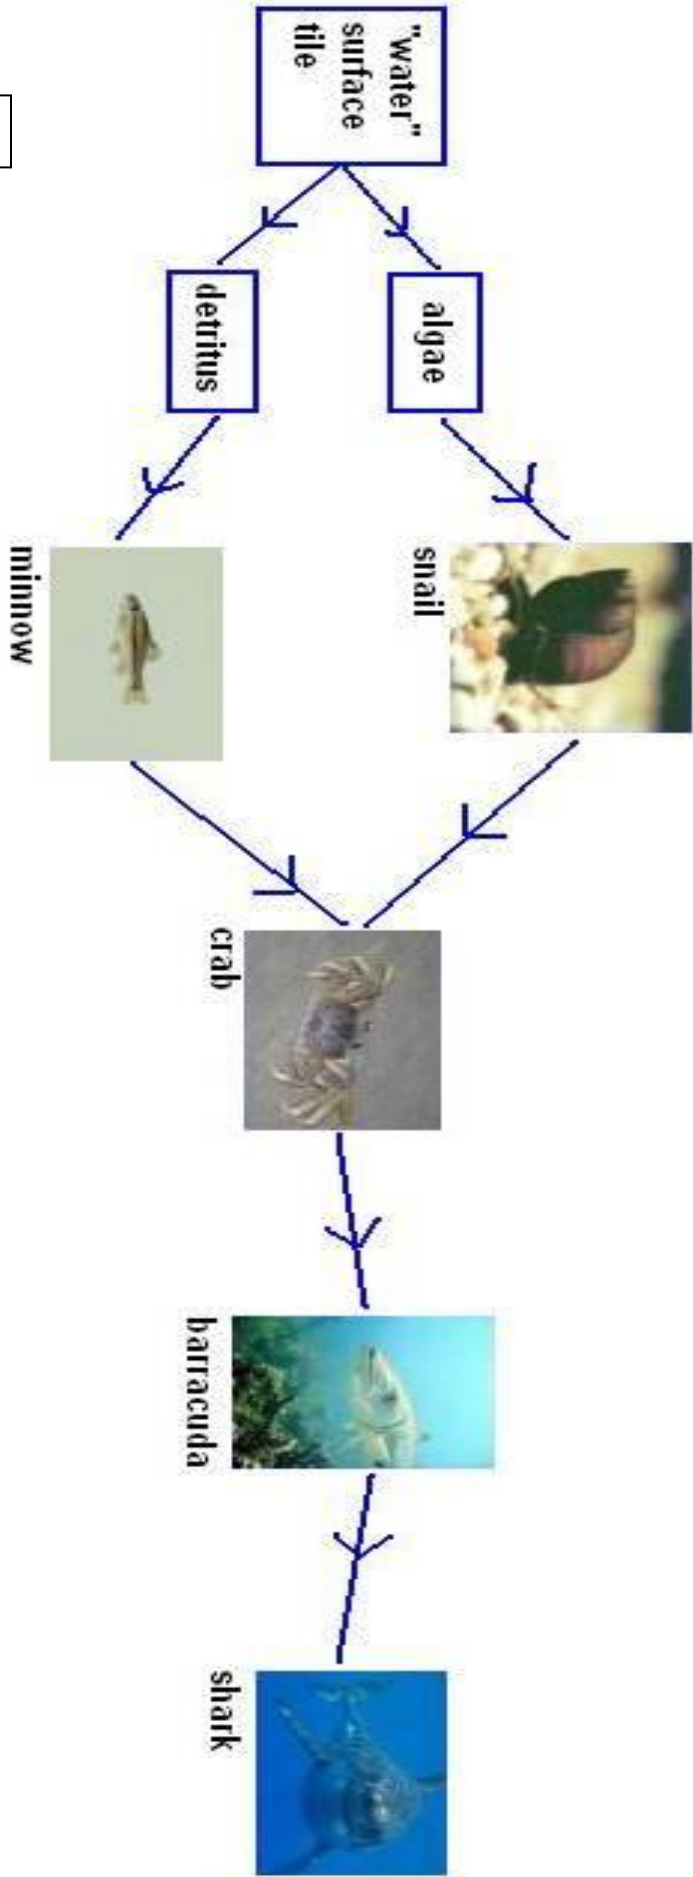 "water"
surface
tile
algae
detritus
snail
minnow
crab
barracuda
shark